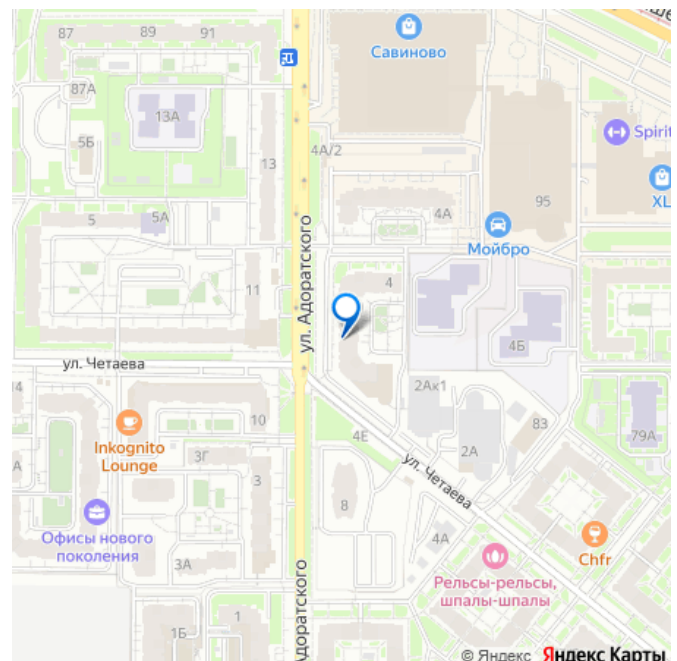 87
89
91
Савиново
87А
13А
5Б
Spirit
4А/2
13
XL
5
5А
4А
95
Мойбро
ул. Адоратского
11
4
4Б
ул. Четаева
2Ак1
14
10
83
Inkognito
Lounge
79А
А
3Г
4Е
2А
ул. Четаева
3
8
Офисы нового
поколения
4А
Chfr
3А
Рельсы-рельсы,
шпалы-шпалы
Адоратского
1
1Б
© Яндекс Яндекс Карты